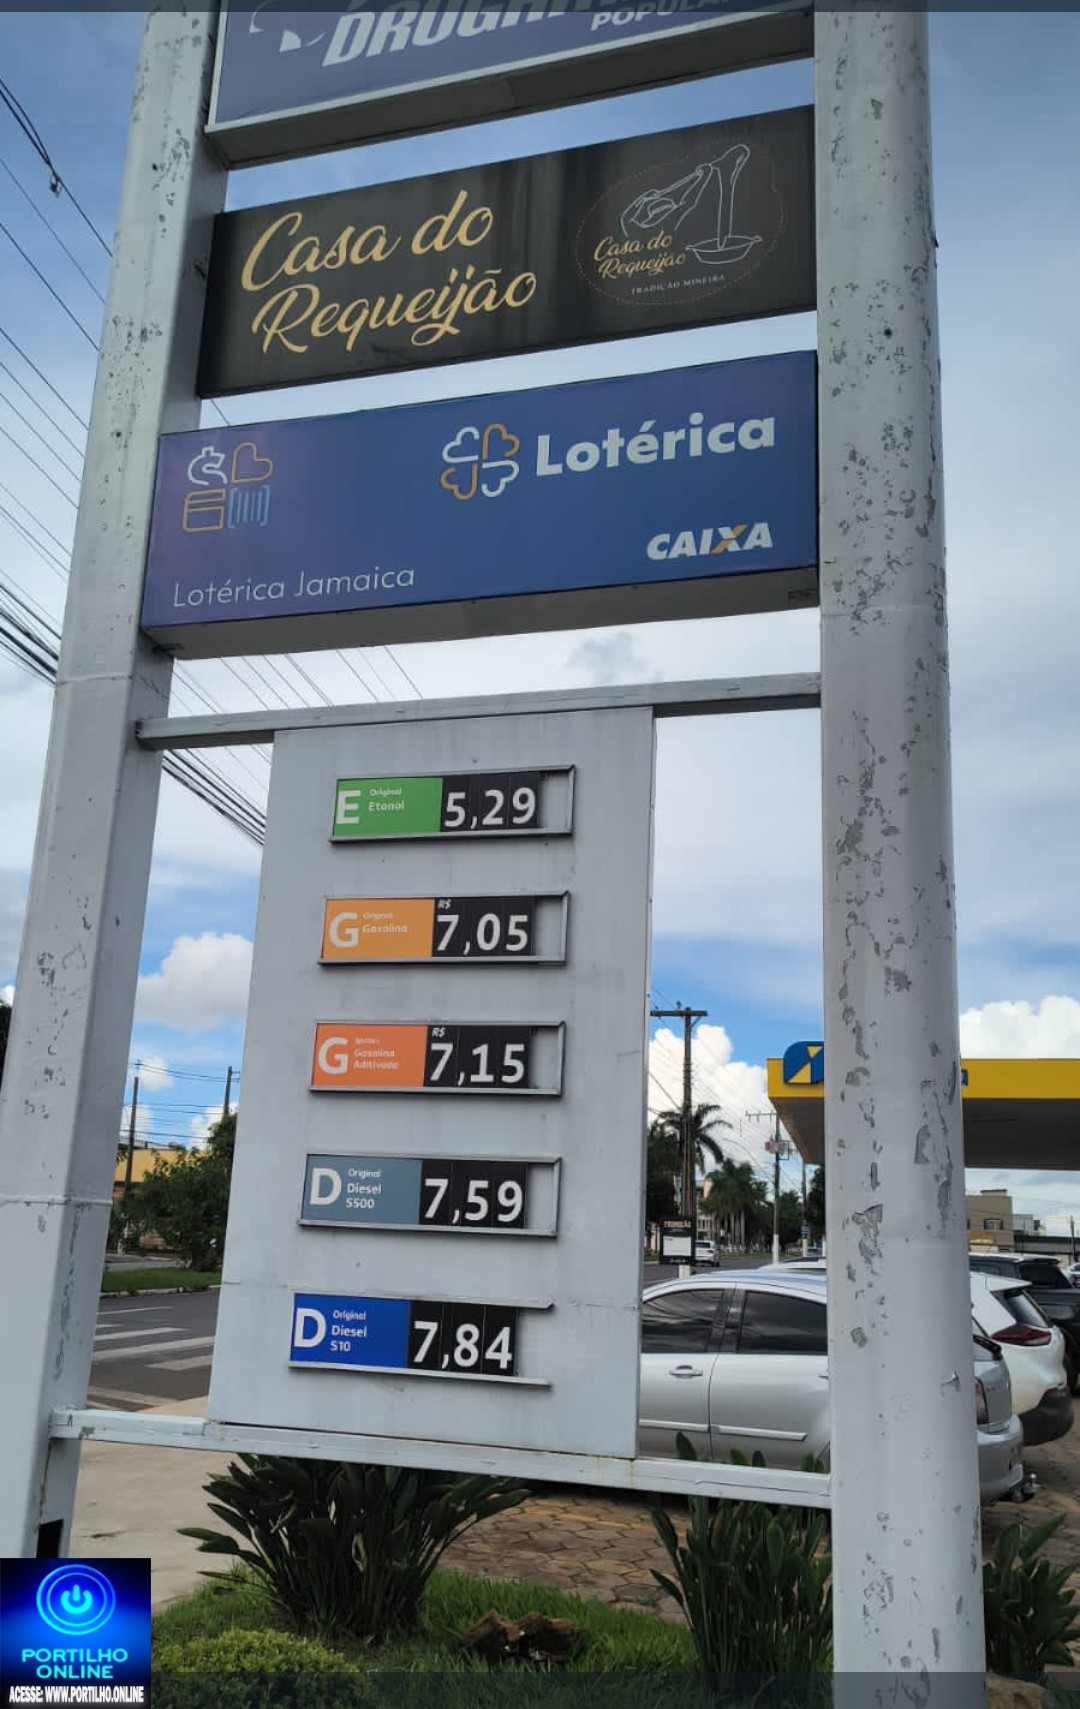 POPULAR
Casa do
Requeijão
Casa do
Requeijão
TRADIÇÃO MINEIRA
Lotérica
CAIXA
Lotérica Jamaica
E Original
Etanol 5,29
G Original
Gasolina R$ 7,05
G
Gasolina
Aditivada R$ 7,15
D Original
Diesel
S500 7,59
D Original
Diesel
S10 7,84
PORTILHO
ONLINE
ACESSE: WWW.PORTILHO.ONLINE